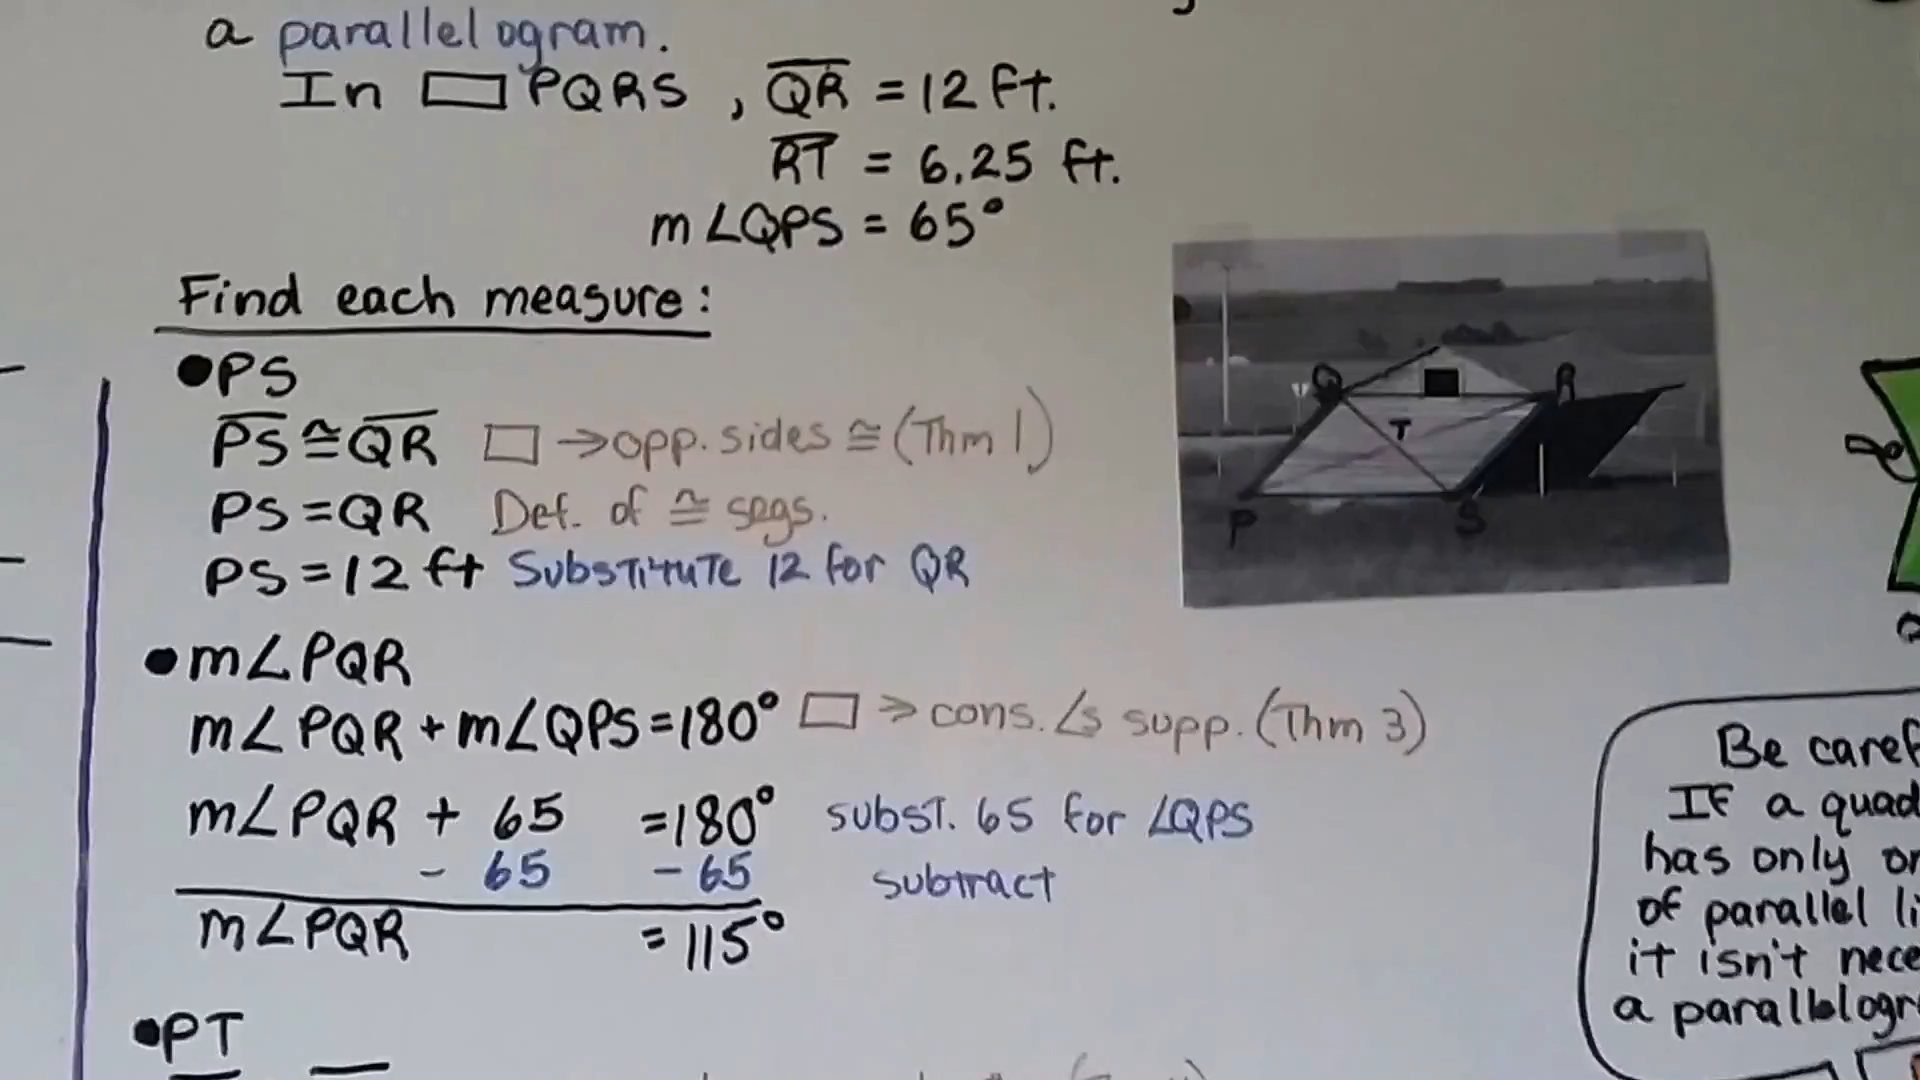 a parallelogram.
In ▭ PQRS , QR = 12 ft.
RT = 6.25 ft.
m∠QPS = 65°
Find each measure:
●PS
PS ≅ QR ▭ → opp. sides ≅ (Thm 1)
PS = QR Def. of ≅ segs.
PS = 12 ft Substitute 12 for QR
Q R
T
P S
●m∠PQR
m∠PQR + m∠QPS = 180° ▭ → cons. ∠s supp. (Thm 3)
m∠PQR + 65 = 180° subst. 65 for ∠QPS
- 65 - 65 subtract
m∠PQR = 115°
●PT
Be caref
If a quad
has only
of parallel li
it isn't nece
a parallelogr